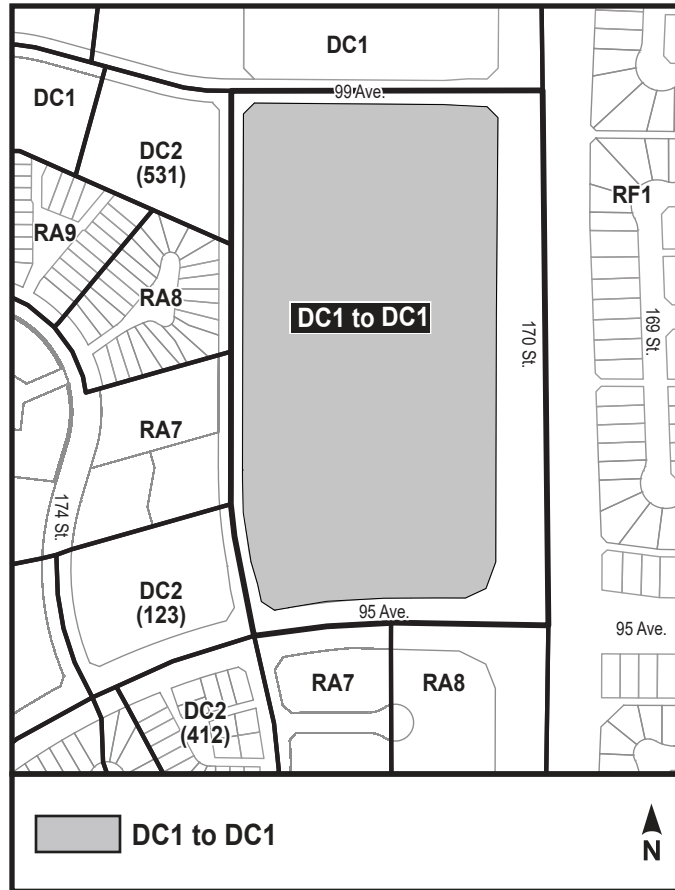 DC1
99 Ave.
DC1
DC2
(531)
RF1
RA9
RA8
DC1 to DC1
170 St.
169 St.
RA7
174 St.
DC2
(123)
95 Ave.
95 Ave.
RA7
RA8
DC2
(412)
DC1 to DC1
N